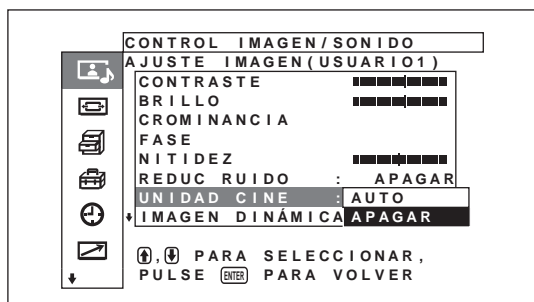 CONTROL IMAGEN/SONIDO
AJUSTE IMAGEN(USUARIO1)
CONTRASTE
BRILLO
CROMINANCIA
FASE
NITIDEZ
REDUC RUIDO : APAGAR
UNIDAD CINE : AUTO
IMAGEN DINÁMICA APAGAR
, PARA SELECCIONAR,
PULSE ENTER PARA VOLVER